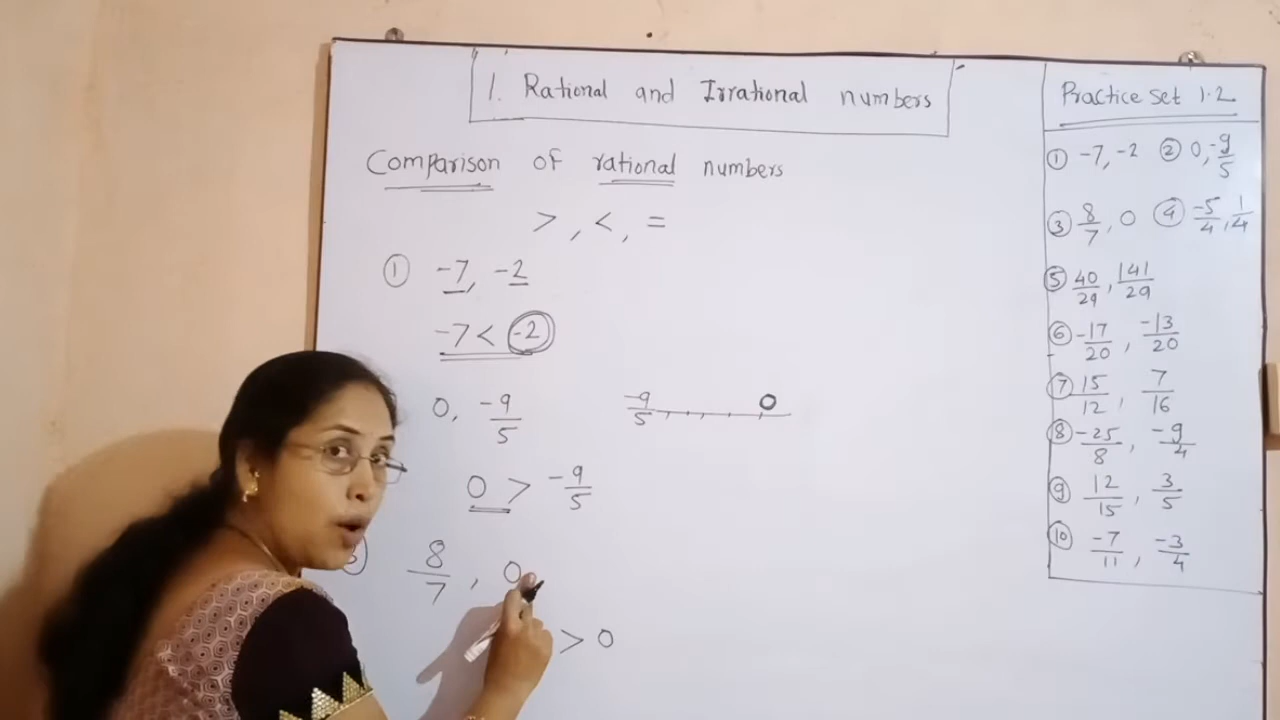 1. Rational and Irrational numbers
Comparison of rational numbers
> , < , =
① -7, -2
-7 < -2
0, -9/5
-9/5 0
0 > -9/5
8/7 , 0
> 0
Practice Set 1.2
① -7, -2 ② 0, -9/5
③ 8/7, 0 ④ -5/4, 1/4
⑤ 40/29, 141/29
⑥ -17/20, -13/20
⑦ 15/12, 7/16
⑧ -25/8, -9/4
⑨ 12/15, 3/5
⑩ -7/11, -3/4